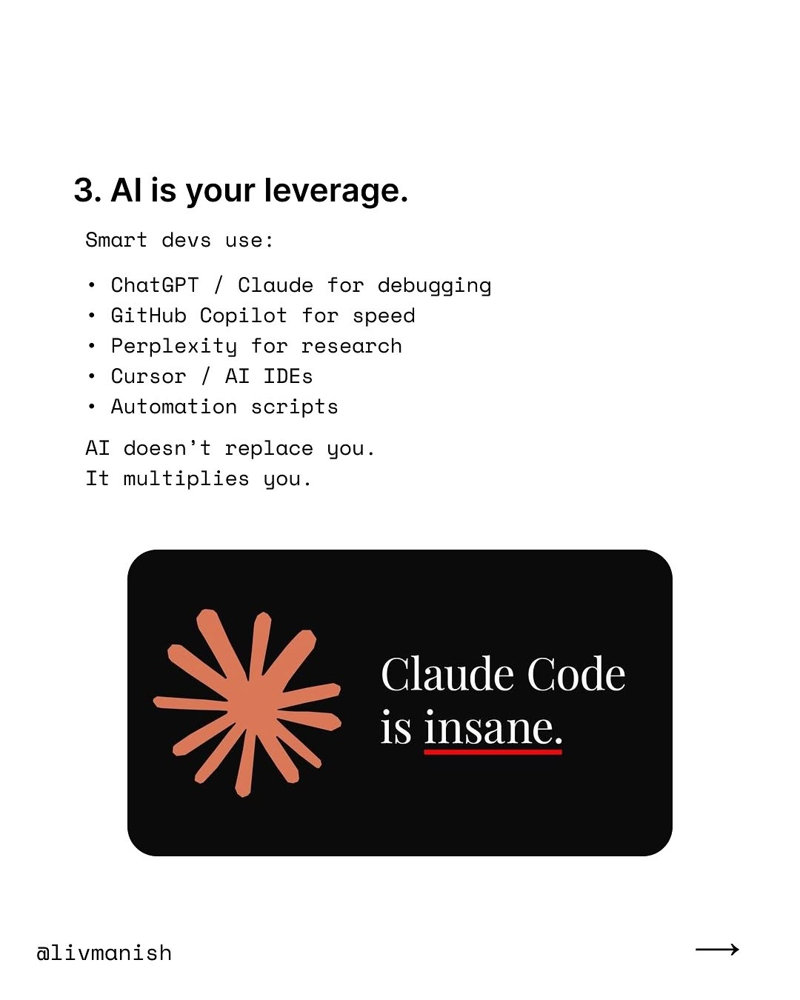 3. AI is your leverage.
Smart devs use:
• ChatGPT / Claude for debugging
• GitHub Copilot for speed
• Perplexity for research
• Cursor / AI IDEs
• Automation scripts
AI doesn’t replace you.
It multiplies you.
Claude Code
is insane.
@livmanish